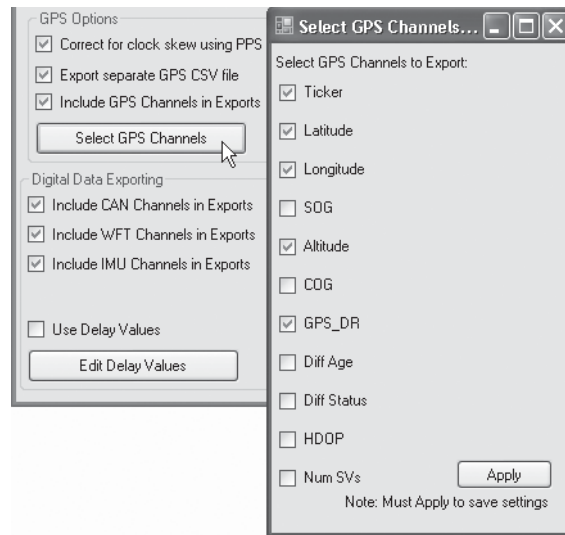 GPS Options
Correct for clock skew using PPS
Export separate GPS CSV file
Include GPS Channels in Exports
Select GPS Channels
Digital Data Exporting
Include CAN Channels in Exports
Include WFT Channels in Exports
Include IMU Channels in Exports
Use Delay Values
Edit Delay Values
Select GPS Channels...
Select GPS Channels to Export:
Ticker
Latitude
Longitude
SOG
Altitude
COG
GPS_DR
Diff Age
Diff Status
HDOP
Num SVs
Apply
Note: Must Apply to save settings